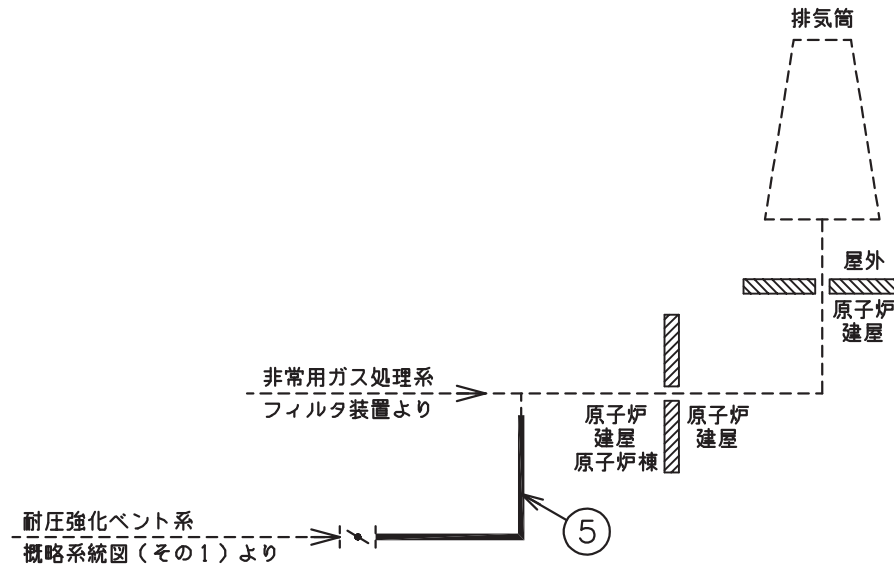 排気筒
屋外
原子炉
建屋
非常用ガス処理系
フィルタ装置より
原子炉
建屋
原子炉棟
原子炉
建屋
⑤
耐圧強化ベント系
概略系統図(その1)より